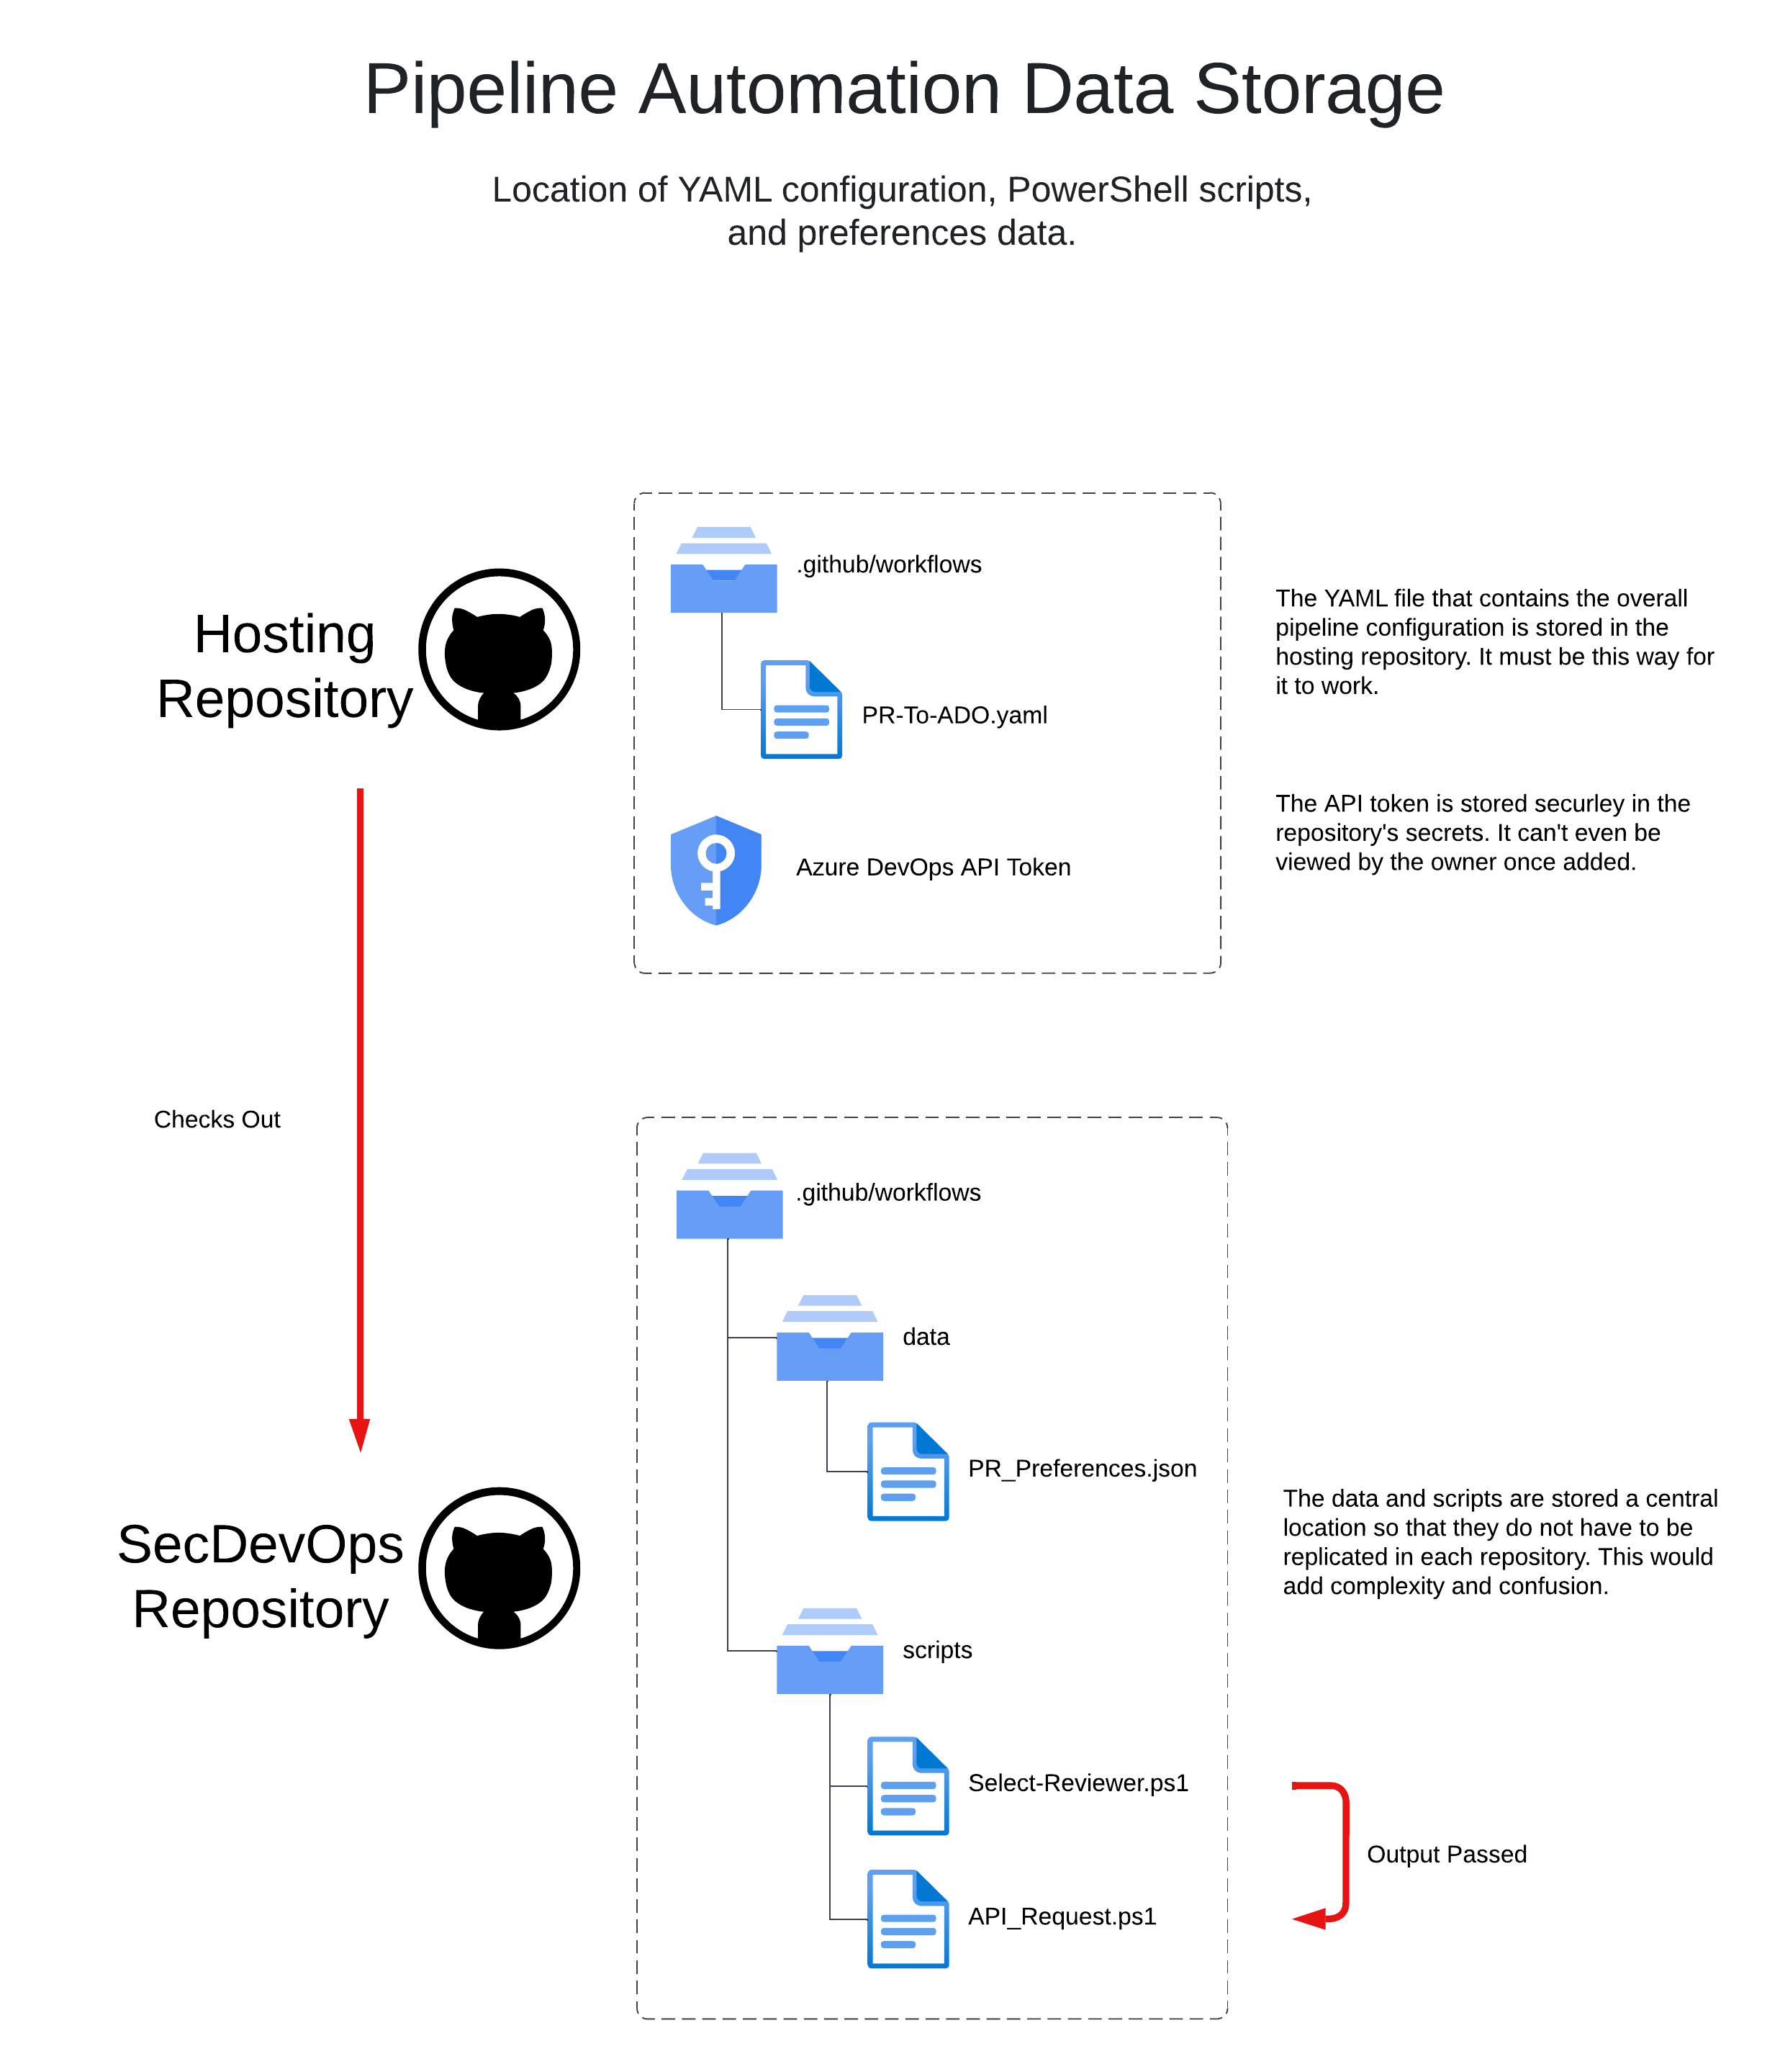 Pipeline Automation Data Storage
Location of YAML configuration, PowerShell scripts,
and preferences data.
Hosting
Repository
.github/workflows
PR-To-ADO.yaml
Azure DevOps API Token
The YAML file that contains the overall
pipeline configuration is stored in the
hosting repository. It must be this way for
it to work.
The API token is stored securley in the
repository's secrets. It can't even be
viewed by the owner once added.
Checks Out
SecDevOps
Repository
.github/workflows
data
PR_Preferences.json
scripts
Select-Reviewer.ps1
API_Request.ps1
The data and scripts are stored a central
location so that they do not have to be
replicated in each repository. This would
add complexity and confusion.
Output Passed